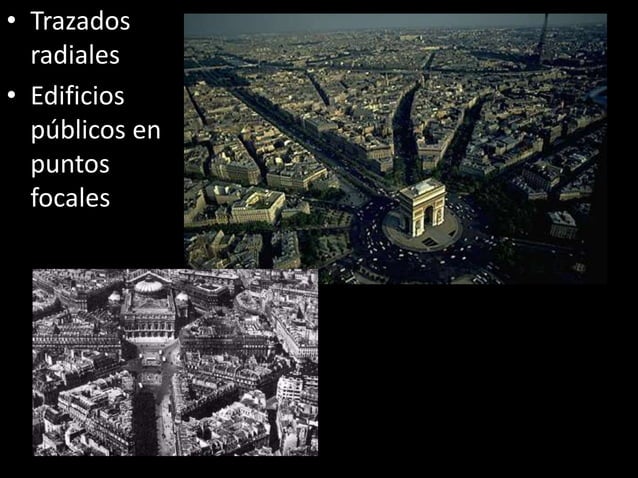 • Trazados
radiales
• Edificios
públicos en
puntos
focales